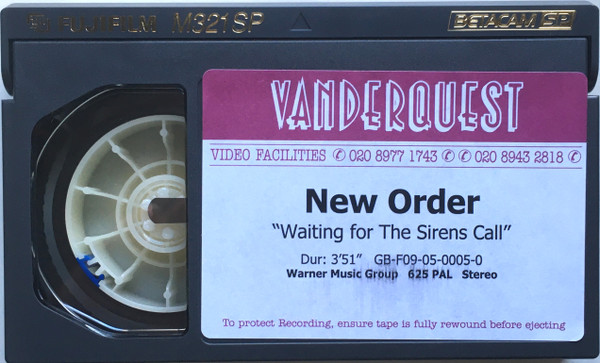 FUJIFILM M321SP
BETACAM SP
VANDERQUEST
VIDEO FACILITIES ✆ 020 8977 1743 ✆ ✆ 020 8943 2818 ✆
New Order
“Waiting for The Sirens Call”
Dur: 3’51” GB-F09-05-0005-0
Warner Music Group 625 PAL Stereo
To protect Recording, ensure tape is fully rewound before ejecting